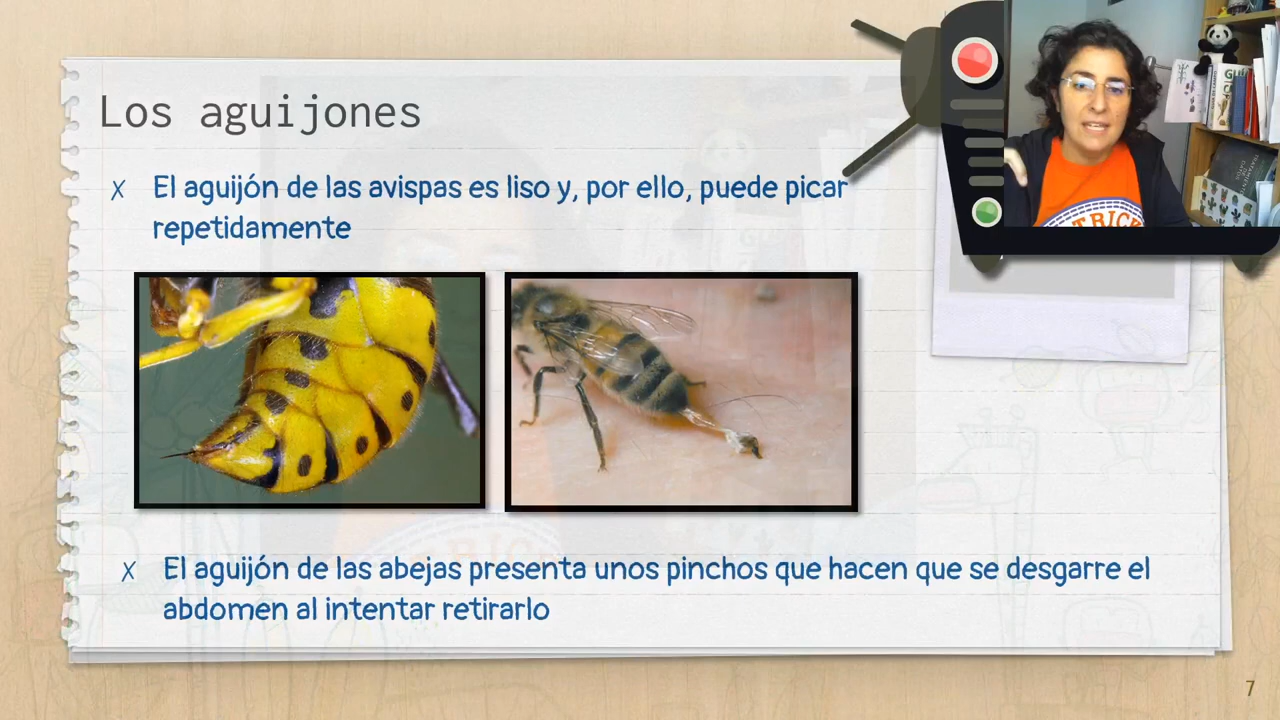 Los aguijones
x El aguijón de las avispas es liso y, por ello, puede picar
repetidamente
x El aguijón de las abejas presenta unos pinchos que hacen que se desgarre el
abdomen al intentar retirarlo
7